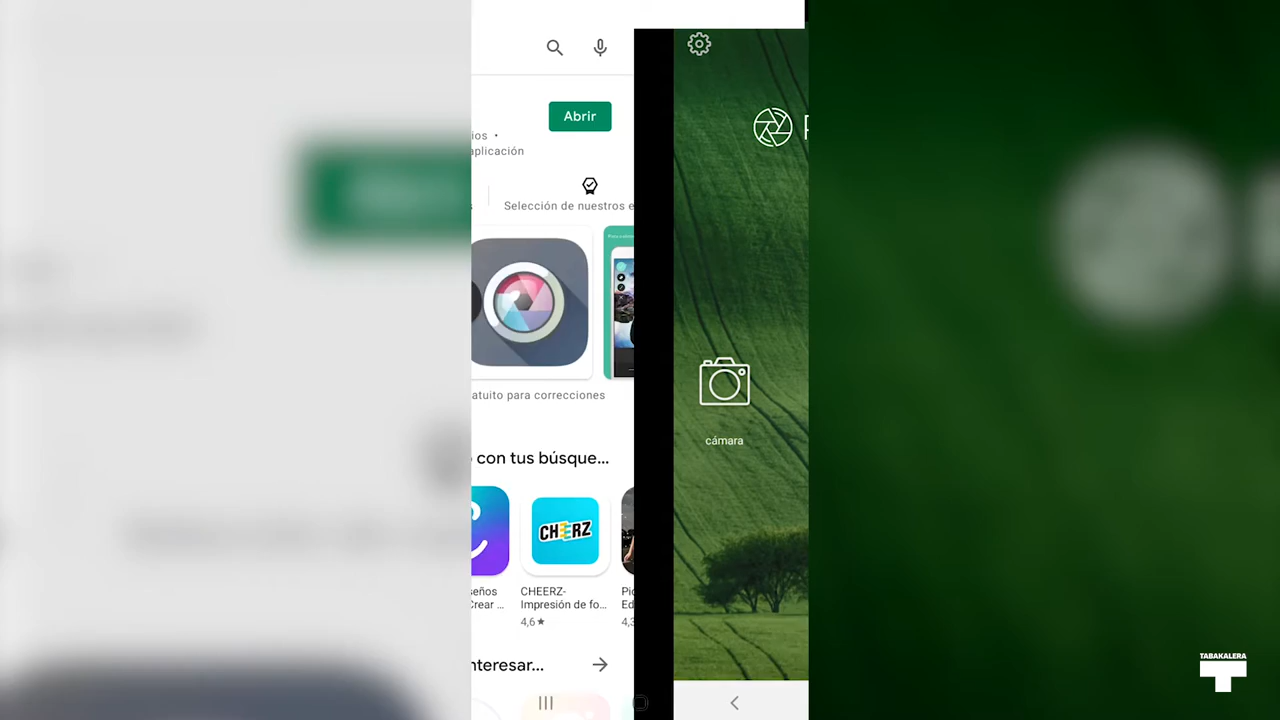 Abrir
ios •
aplicación
Selección de nuestros e
atuito para correcciones
con tus búsque...
CHEERZ
seños
Crear ...
CHEERZ-
Impresión de fo...
4,6★
Pic
Ed
4,3
nteresar...
P
cámara
TABAKALERA